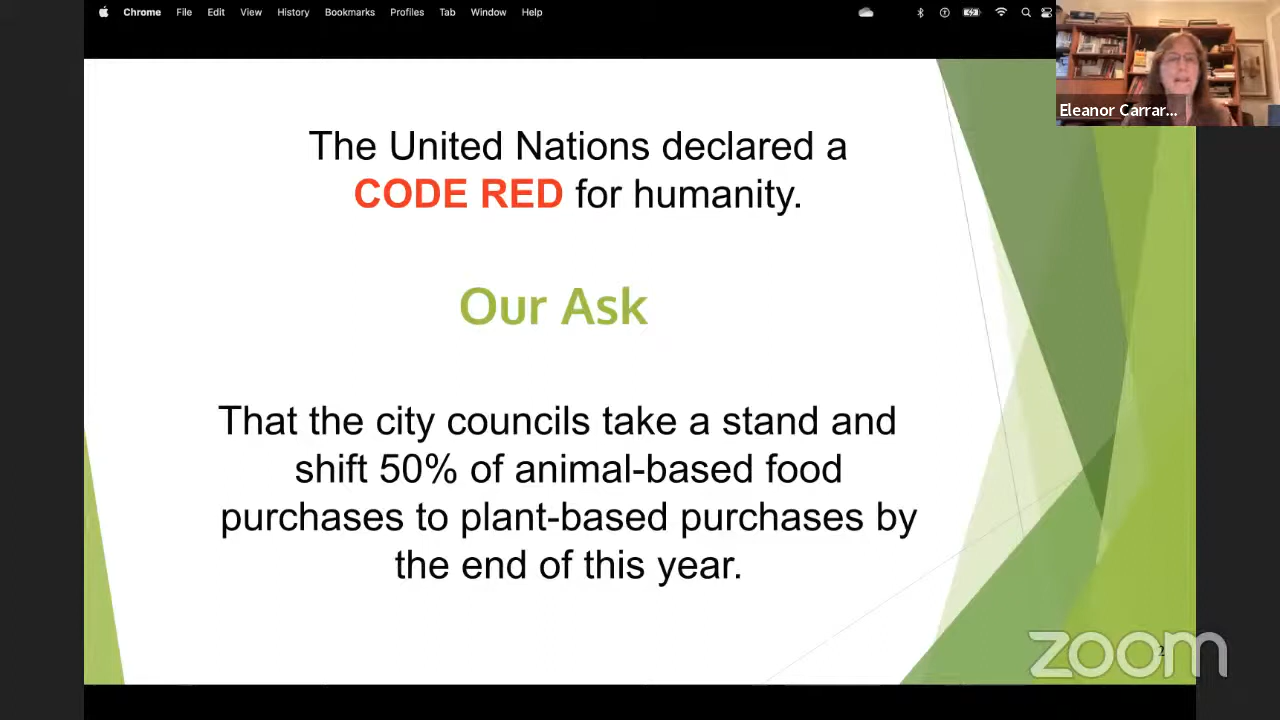 Chrome File Edit View History Bookmarks Profiles Tab Window Help
Eleanor Carrar...
The United Nations declared a
CODE RED for humanity.
Our Ask
That the city councils take a stand and
shift 50% of animal-based food
purchases to plant-based purchases by
the end of this year.
2
zoom